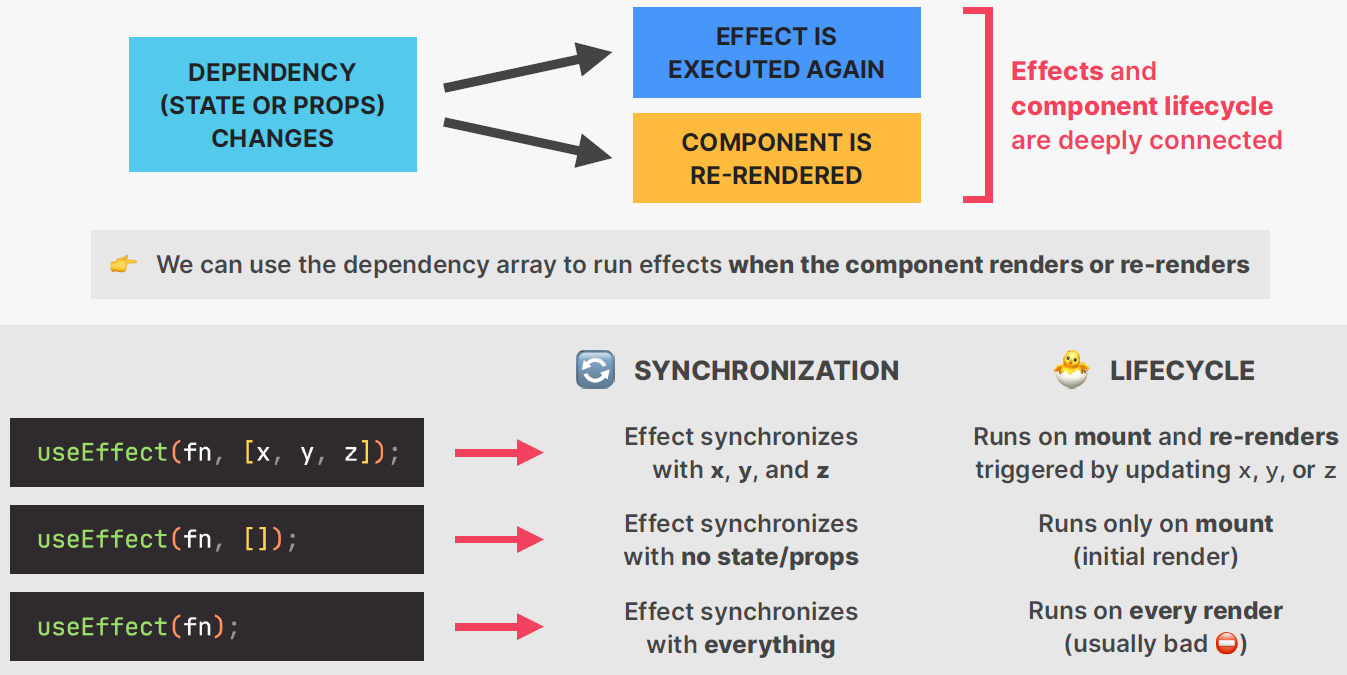 DEPENDENCY
(STATE OR PROPS)
CHANGES
EFFECT IS
EXECUTED AGAIN
COMPONENT IS
RE-RENDERED
Effects and
component lifecycle
are deeply connected
👉 We can use the dependency array to run effects when the component renders or re-renders
🔄 SYNCHRONIZATION
🐣 LIFECYCLE
useEffect(fn, [x, y, z]);
Effect synchronizes
with x, y, and z
Runs on mount and re-renders
triggered by updating x, y, or z
useEffect(fn, []);
Effect synchronizes
with no state/props
Runs only on mount
(initial render)
useEffect(fn);
Effect synchronizes
with everything
Runs on every render
(usually bad ⛔)